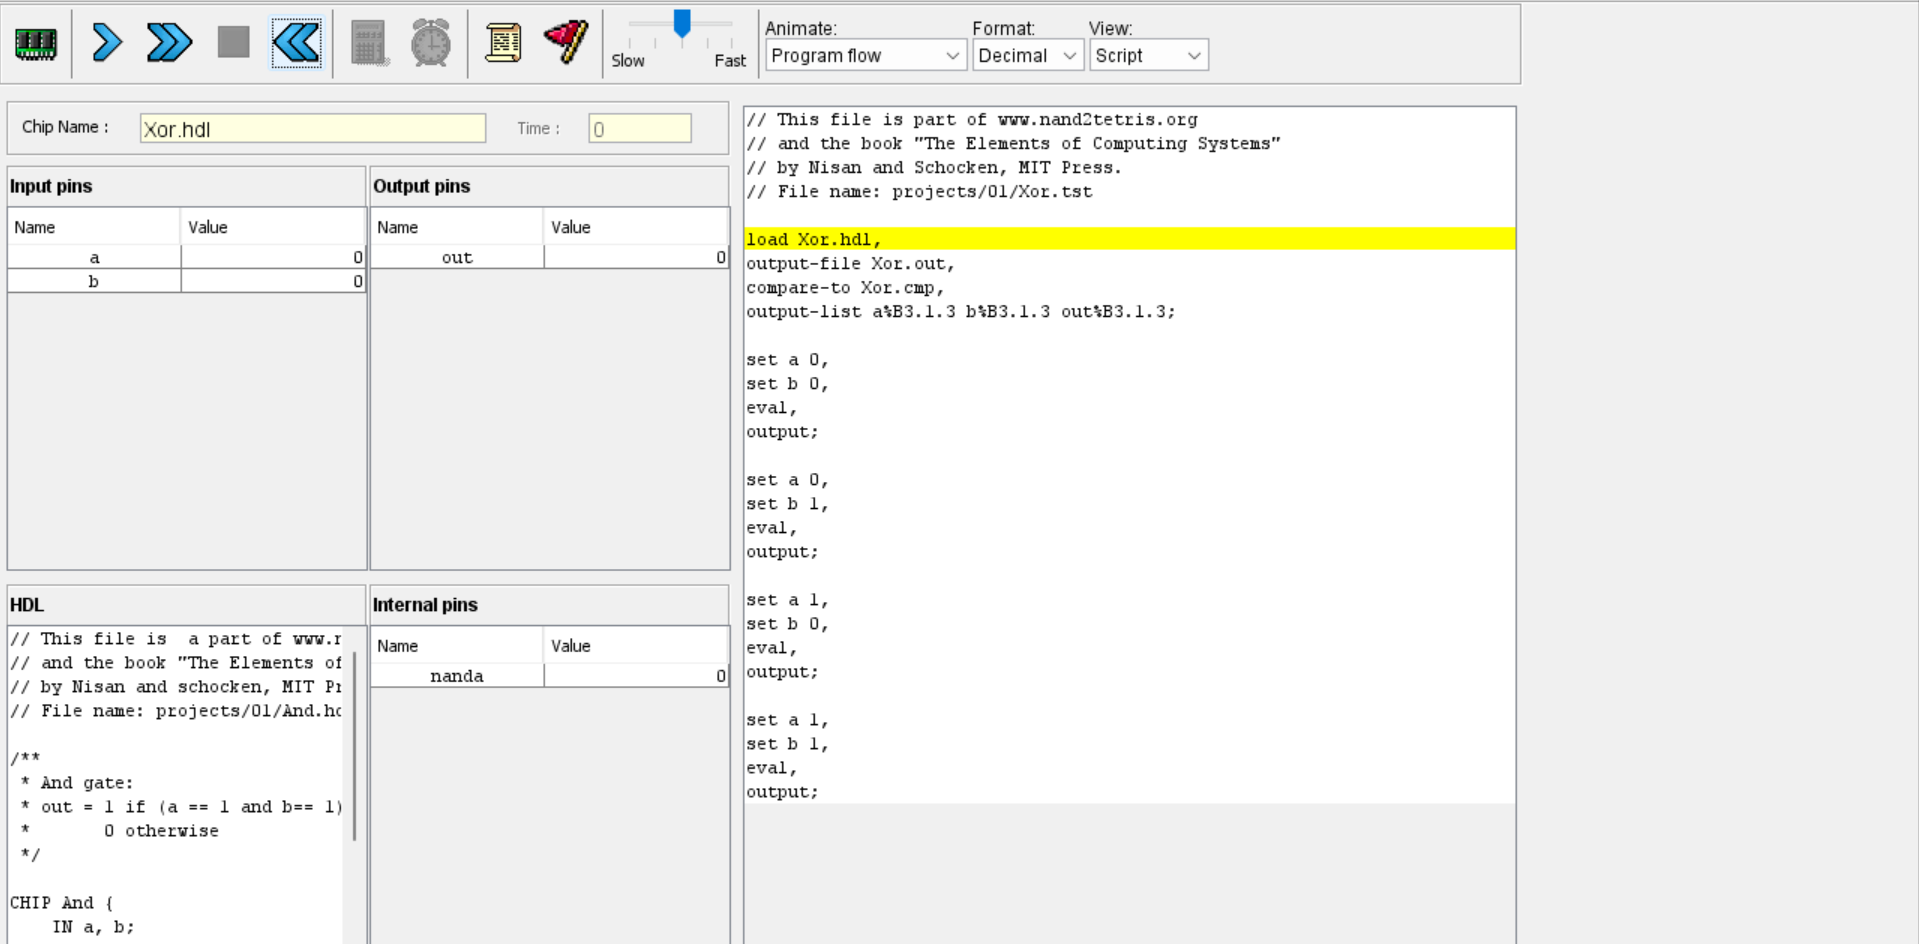 Slow
Fast
Animate:
Program flow
Format:
Decimal
View:
Script
Chip Name :
Xor.hdl
Time :
0
Input pins
Name Value
a 0
b 0
Output pins
Name Value
out 0
HDL
// This file is  a part of www.r
// and the book "The Elements of
// by Nisan and schocken, MIT Pr
// File name: projects/01/And.hd
/**
* And gate:
* out = 1 if (a == 1 and b== 1)
*       0 otherwise
*/
CHIP And {
IN a, b;
Internal pins
Name Value
nanda 0
// This file is part of www.nand2tetris.org
// and the book "The Elements of Computing Systems"
// by Nisan and Schocken, MIT Press.
// File name: projects/01/Xor.tst
load Xor.hdl,
output-file Xor.out,
compare-to Xor.cmp,
output-list a%B3.1.3 b%B3.1.3 out%B3.1.3;
set a 0,
set b 0,
eval,
output;
set a 0,
set b 1,
eval,
output;
set a 1,
set b 0,
eval,
output;
set a 1,
set b 1,
eval,
output;